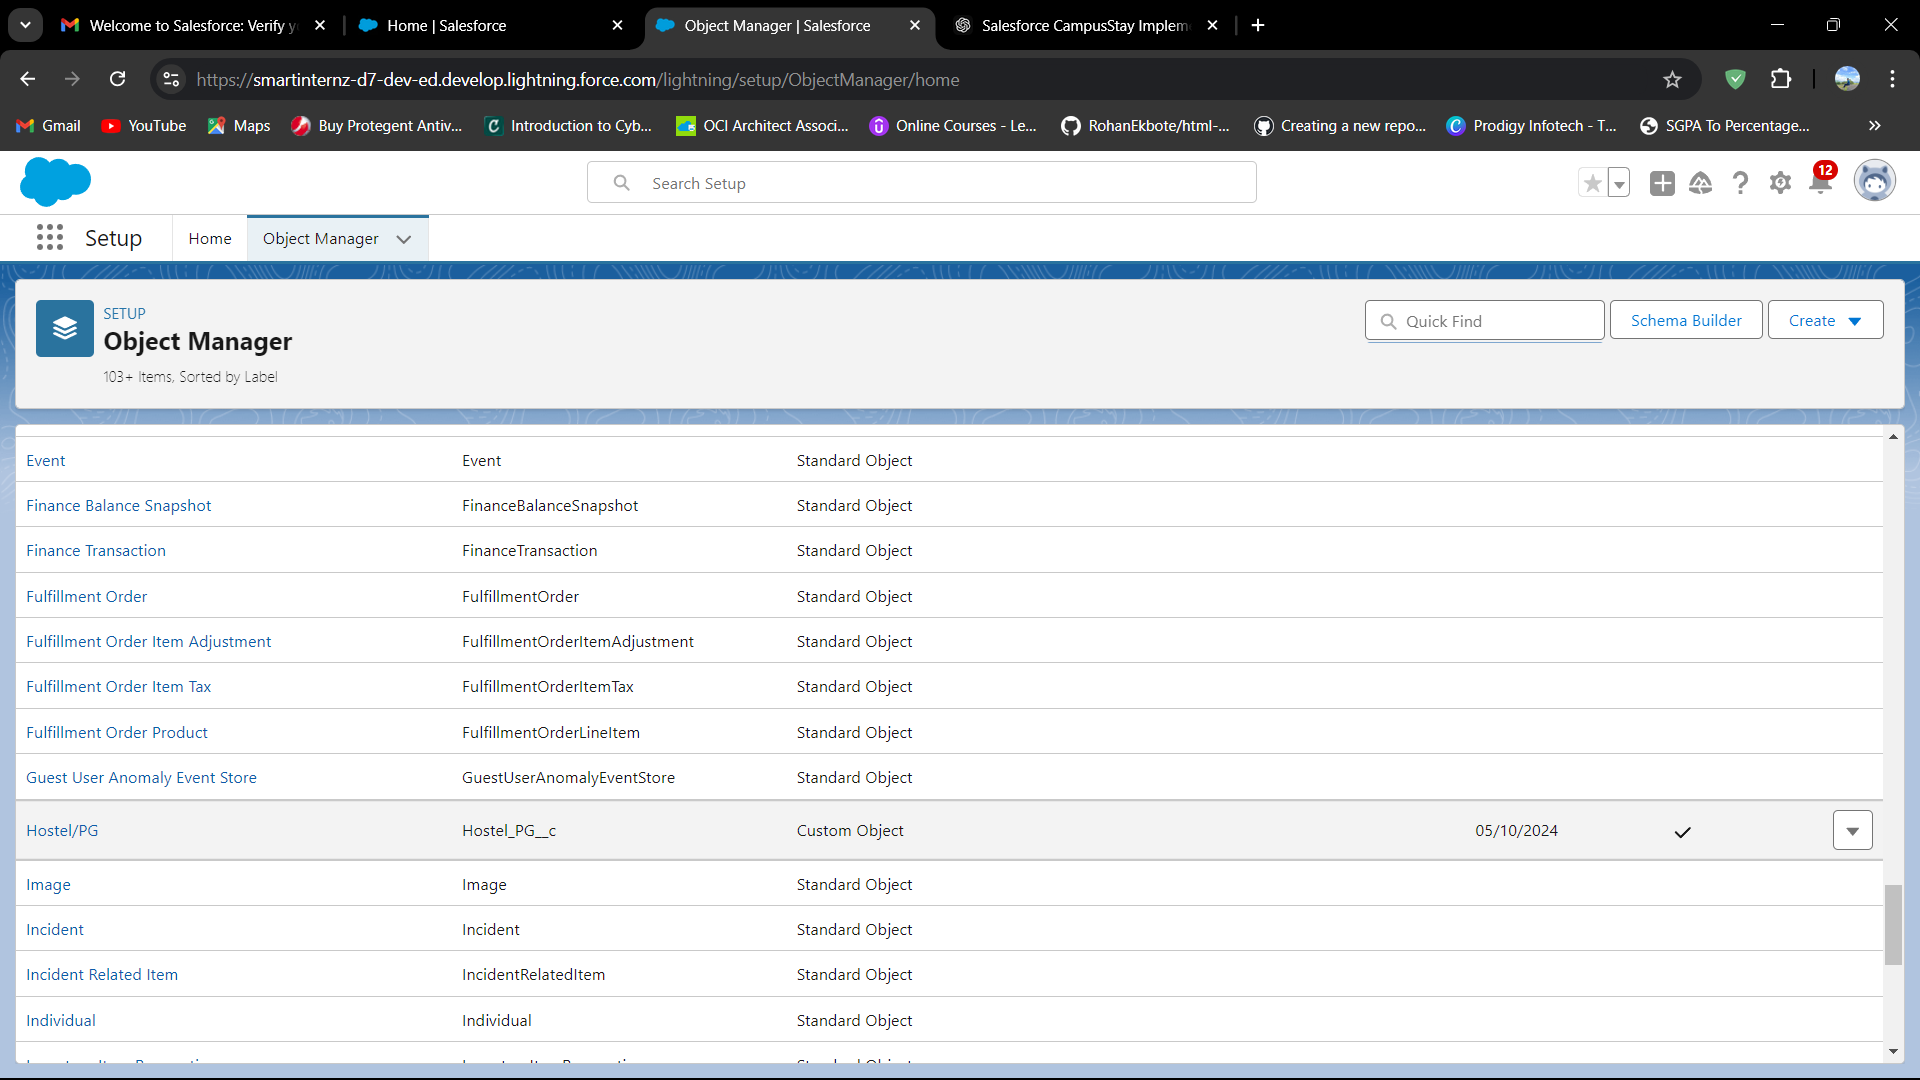 Welcome to Salesforce: Verify y
Home | Salesforce
Object Manager | Salesforce
Salesforce CampusStay Implem
https://smartinternz-d7-dev-ed.develop.lightning.force.com/lightning/setup/ObjectManager/home
Gmail
YouTube
Maps
Buy Protegent Antiv...
Introduction to Cyb...
OCI Architect Associ...
Online Courses - Le...
RohanEkbote/html-...
Creating a new repo...
Prodigy Infotech - T...
SGPA To Percentage...
Search Setup
12
Setup
Home
Object Manager
SETUP
Object Manager
103+ Items, Sorted by Label
Quick Find
Schema Builder
Create
Event Event Standard Object
Finance Balance Snapshot FinanceBalanceSnapshot Standard Object
Finance Transaction FinanceTransaction Standard Object
Fulfillment Order FulfillmentOrder Standard Object
Fulfillment Order Item Adjustment FulfillmentOrderItemAdjustment Standard Object
Fulfillment Order Item Tax FulfillmentOrderItemTax Standard Object
Fulfillment Order Product FulfillmentOrderLineItem Standard Object
Guest User Anomaly Event Store GuestUserAnomalyEventStore Standard Object
Hostel/PG Hostel_PG__c Custom Object 05/10/2024
Image Image Standard Object
Incident Incident Standard Object
Incident Related Item IncidentRelatedItem Standard Object
Individual Individual Standard Object